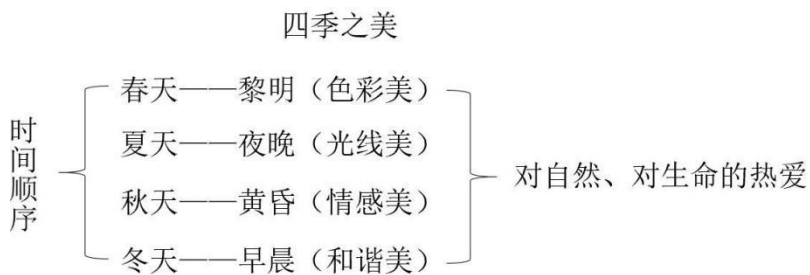 四季之美
时间顺序
春天——黎明（色彩美）
夏天——夜晚（光线美）
秋天——黄昏（情感美）
冬天——早晨（和谐美）
对自然、对生命的热爱